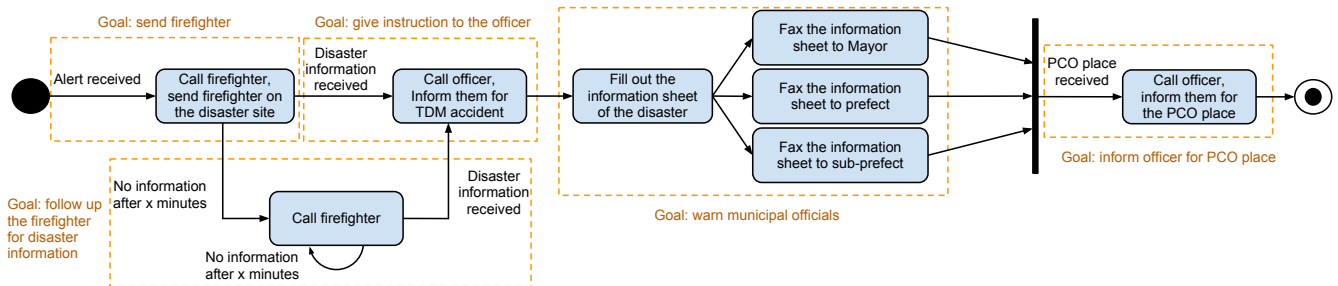 Goal: send firefighter
Goal: give instruction to the officer
Alert received
Call firefighter,
send firefighter on
the disaster site
Disaster
information
received
Call officer,
Inform them for
TDM accident
Fill out the
information sheet
of the disaster
Fax the information
sheet to Mayor
Fax the information
sheet to prefect
Fax the information
sheet to sub-prefect
PCO place
received
Call officer,
inform them for
the PCO place
Goal: inform officer for PCO place
Goal: warn municipal officials
No information
after x minutes
Call firefighter
Disaster
information
received
No information
after x minutes
Goal: follow up
the firefighter
for disaster
information